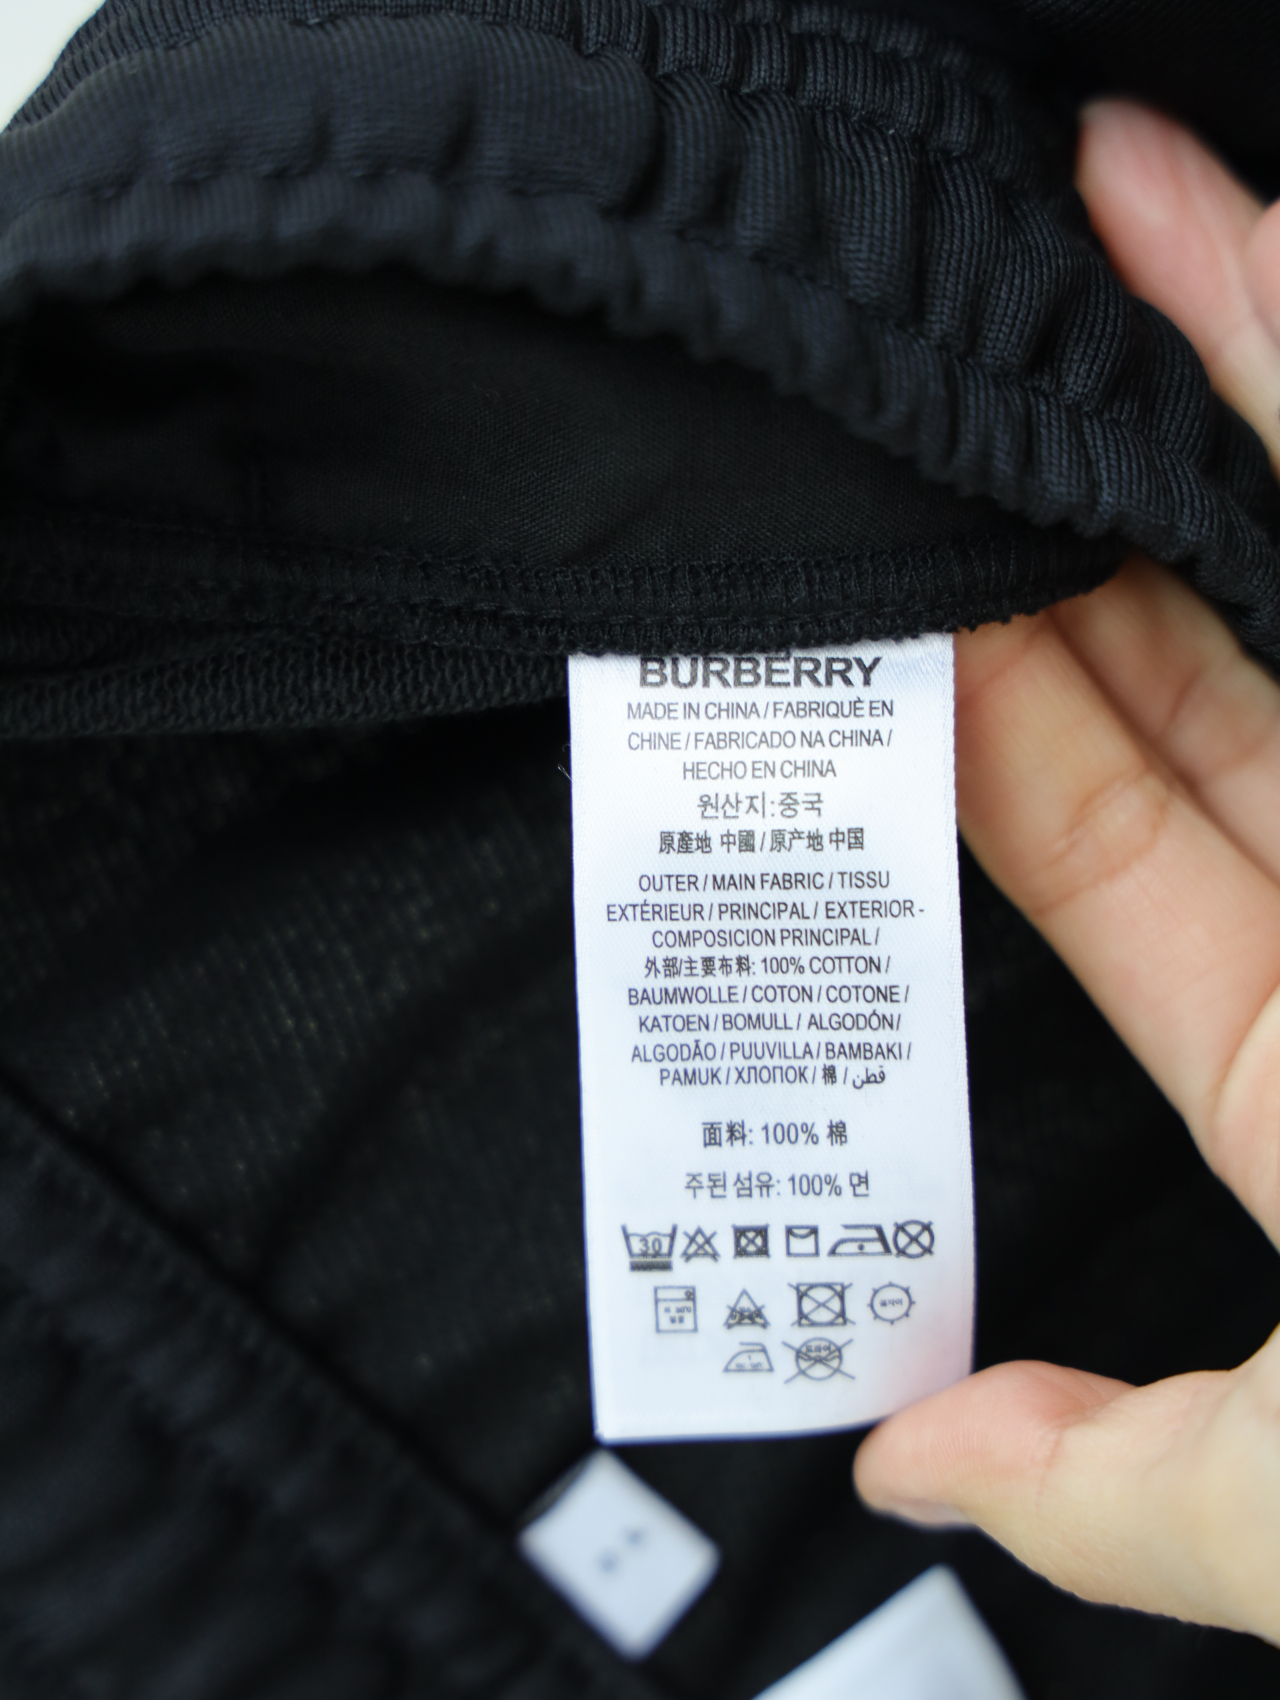 BURBERRY
MADE IN CHINA / FABRIQUÈ EN
CHINE / FABRICADO NA CHINA /
HECHO EN CHINA
원산지:중국
原產地 中國 / 原产地 中国
OUTER / MAIN FABRIC / TISSU
EXTÉRIEUR / PRINCIPAL / EXTERIOR -
COMPOSICION PRINCIPAL /
外部/主要布料: 100% COTTON /
BAUMWOLLE / COTON / COTONE /
KATOEN / BOMULL / ALGODÓN/
ALGODÃO / PUUVILLA / BAMBAKI /
PAMUK / ХЛОПОК / 棉 / قطن
面料: 100% 棉
주된 섬유: 100% 면
30